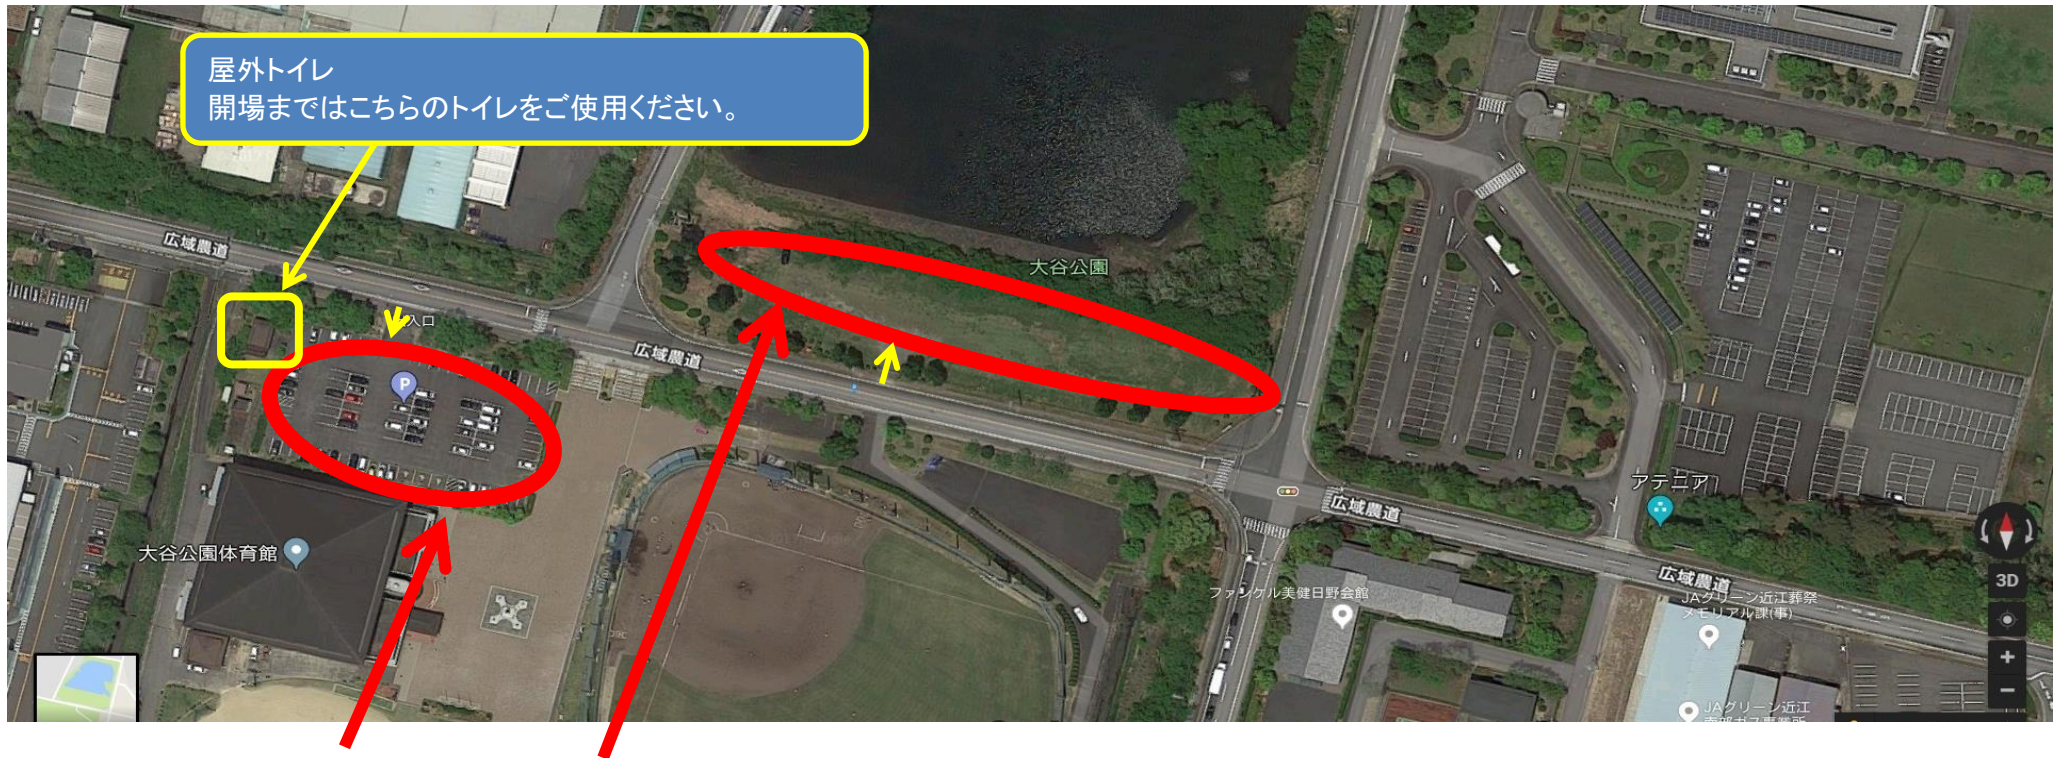 屋外トイレ
開場まではこちらのトイレをご使用ください。
広域農道
大谷公園
入口
広域農道
P
アテニア
広域農道
大谷公園体育館
広域農道
3D
ファンケル美健日野会館
JAグリーン近江葬祭
メモリアル課(事)
+
−
JAグリーン近江